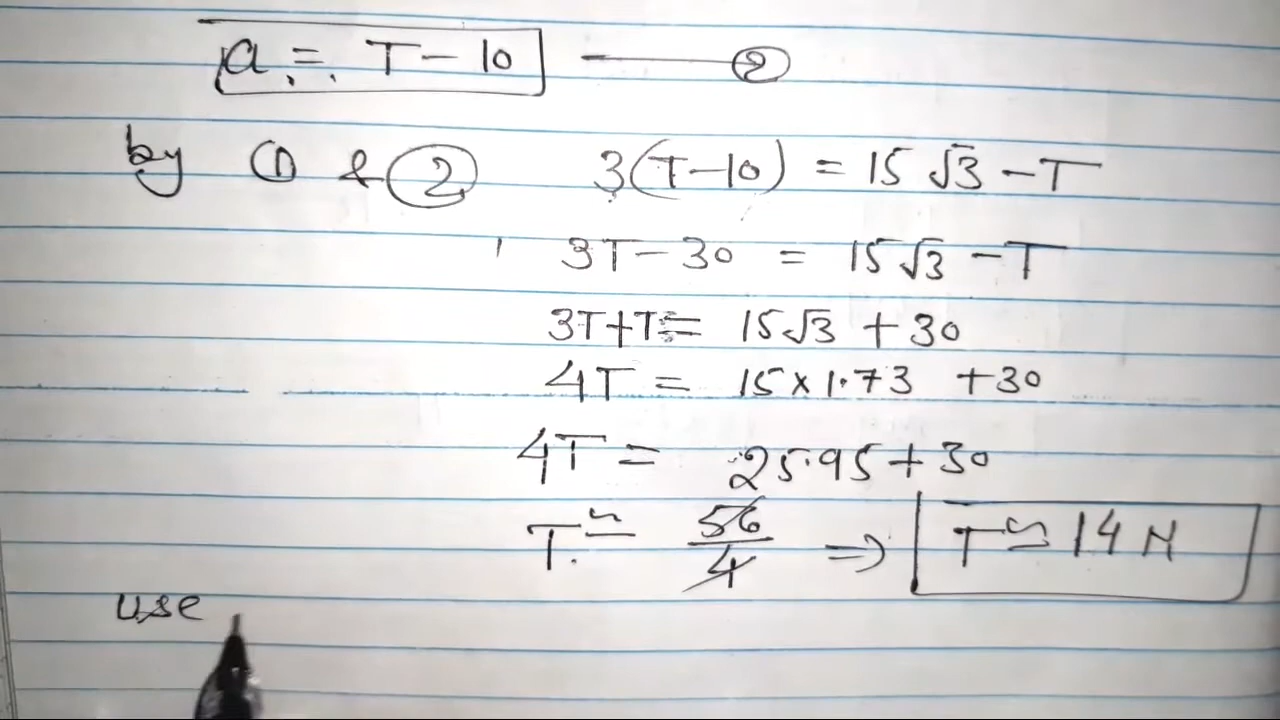 a = T - 10 —— ②
by ① & ② 3(T-10) = 15√3 - T
3T - 30 = 15√3 - T
3T+T = 15√3 + 30
4T = 15×1.73 + 30
4T = 25.95 + 30
T ≃ 56/4 ⇒ T ≃ 14 N
use